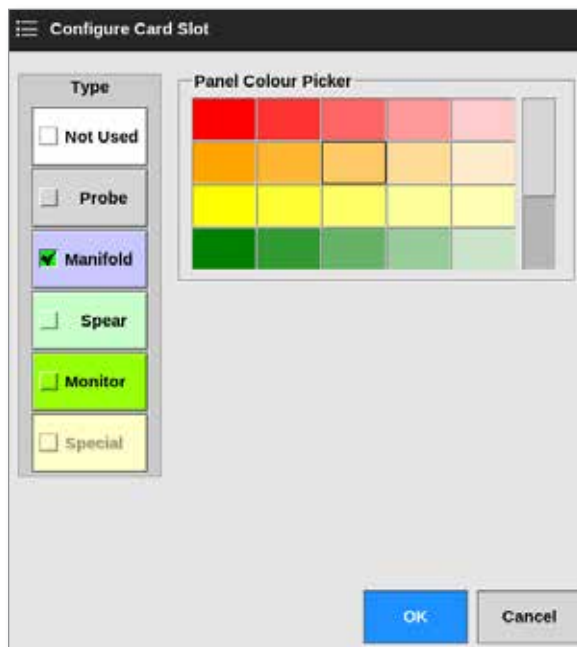 Configure Card Slot
Type
Not Used
Probe
Manifold
Spear
Monitor
Special
Panel Colour Picker
OK
Cancel